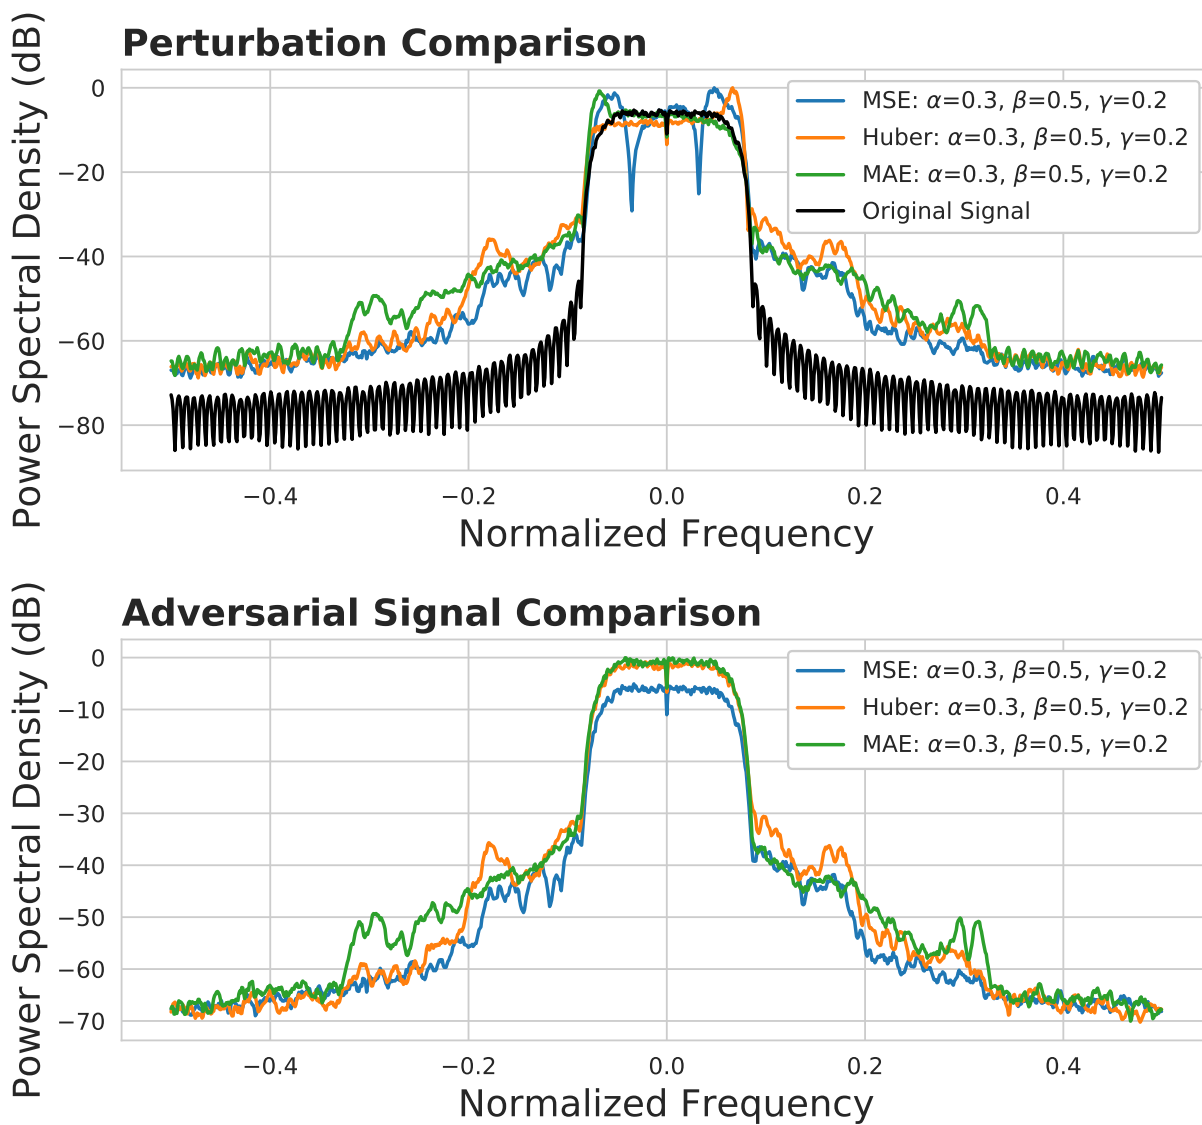 Perturbation Comparison
Power Spectral Density (dB)
0
−20
−40
−60
−80
MSE: α=0.3, β=0.5, γ=0.2
Huber: α=0.3, β=0.5, γ=0.2
MAE: α=0.3, β=0.5, γ=0.2
Original Signal
−0.4 −0.2 0.0 0.2 0.4
Normalized Frequency
Adversarial Signal Comparison
Power Spectral Density (dB)
0
−10
−20
−30
−40
−50
−60
−70
MSE: α=0.3, β=0.5, γ=0.2
Huber: α=0.3, β=0.5, γ=0.2
MAE: α=0.3, β=0.5, γ=0.2
−0.4 −0.2 0.0 0.2 0.4
Normalized Frequency